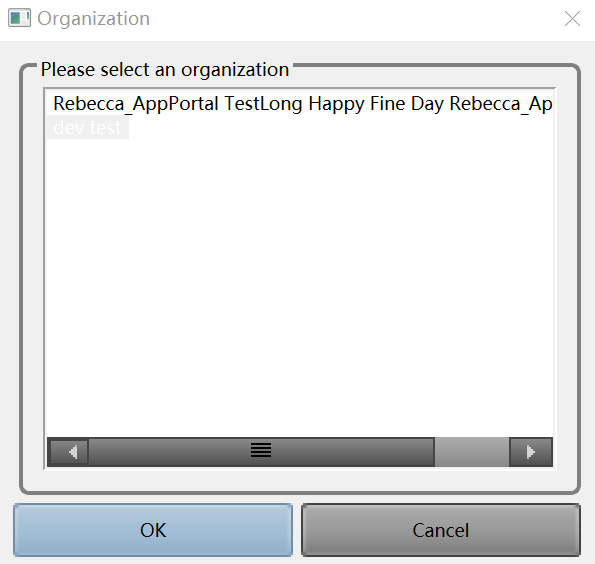 Organization
Please select an organization
Rebecca_AppPortal TestLong Happy Fine Day Rebecca_Ap
dev test
OK
Cancel